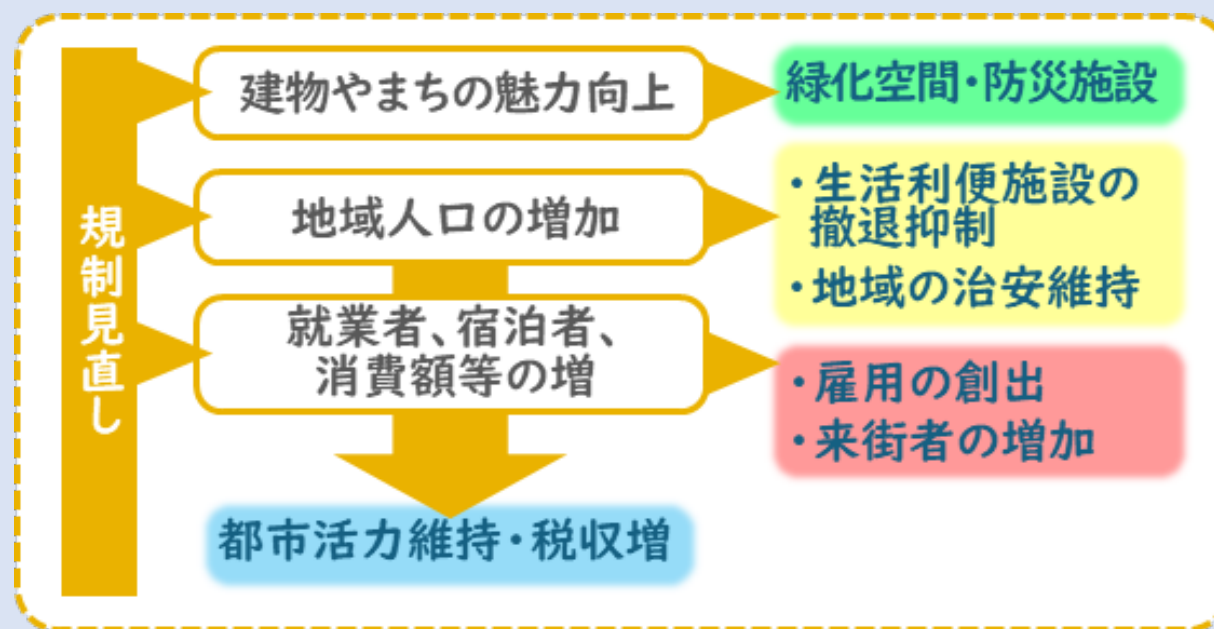 規制見直し
建物やまちの魅力向上
緑化空間・防災施設
地域人口の増加
・生活利便施設の
撤退抑制
・地域の治安維持
就業者、宿泊者、
消費額等の増
・雇用の創出
・来街者の増加
都市活力維持・税収増